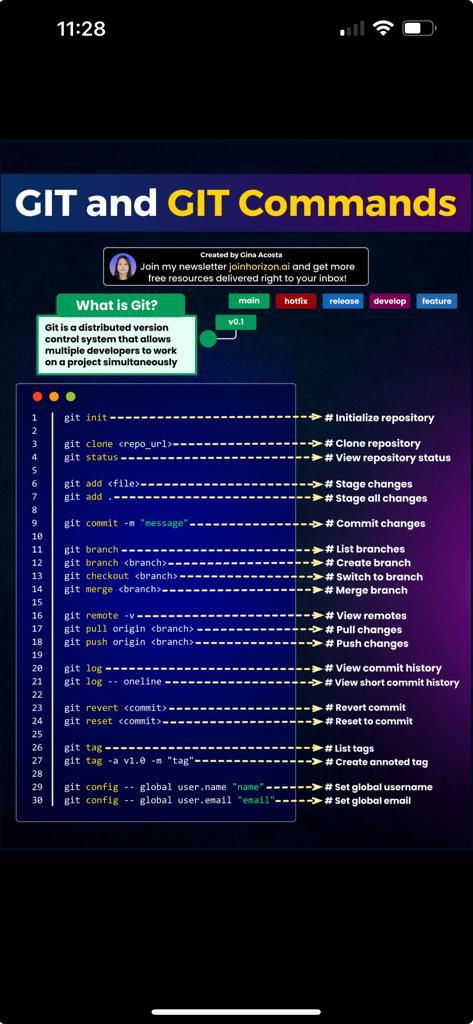 11:28
GIT and GIT Commands
Created by Gina Acosta
Join my newsletter joinhorizon.ai and get more
free resources delivered right to your inbox!
What is Git?
Git is a distributed version
control system that allows
multiple developers to work
on a project simultaneously
main hotfix release develop feature
v0.1
1 git init # Initialize repository
2
3 git clone <repo_url> # Clone repository
4 git status # View repository status
5
6 git add <file> # Stage changes
7 git add . # Stage all changes
8
9 git commit -m "message" # Commit changes
10
11 git branch # List branches
12 git branch <branch> # Create branch
13 git checkout <branch> # Switch to branch
14 git merge <branch> # Merge branch
15
16 git remote -v # View remotes
17 git pull origin <branch> # Pull changes
18 git push origin <branch> # Push changes
19
20 git log # View commit history
21 git log -- oneline # View short commit history
22
23 git revert <commit> # Revert commit
24 git reset <commit> # Reset to commit
25
26 git tag # List tags
27 git tag -a v1.0 -m "tag" # Create annoted tag
28
29 git config -- global user.name "name" # Set global username
30 git config -- global user.email "email" # Set global email